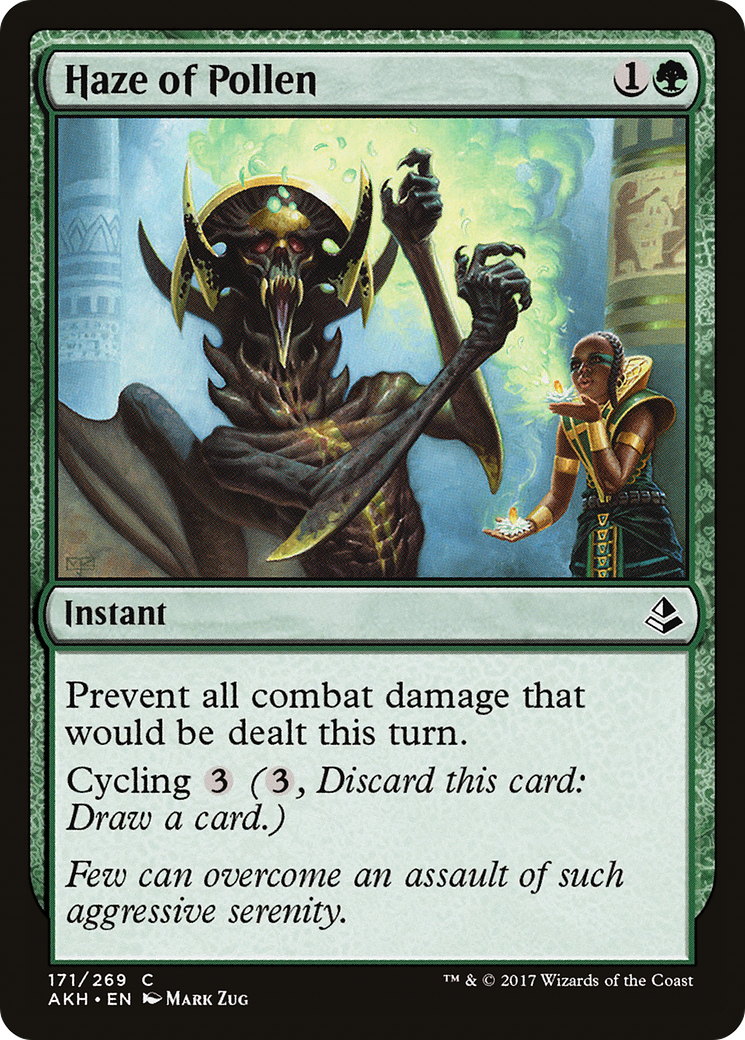 Haze of Pollen 1
Instant
Prevent all combat damage that
would be dealt this turn.
Cycling 3 (3, Discard this card:
Draw a card.)
Few can overcome an assault of such
aggressive serenity.
171/269 C
AKH • EN Mark Zug
™ & © 2017 Wizards of the Coast